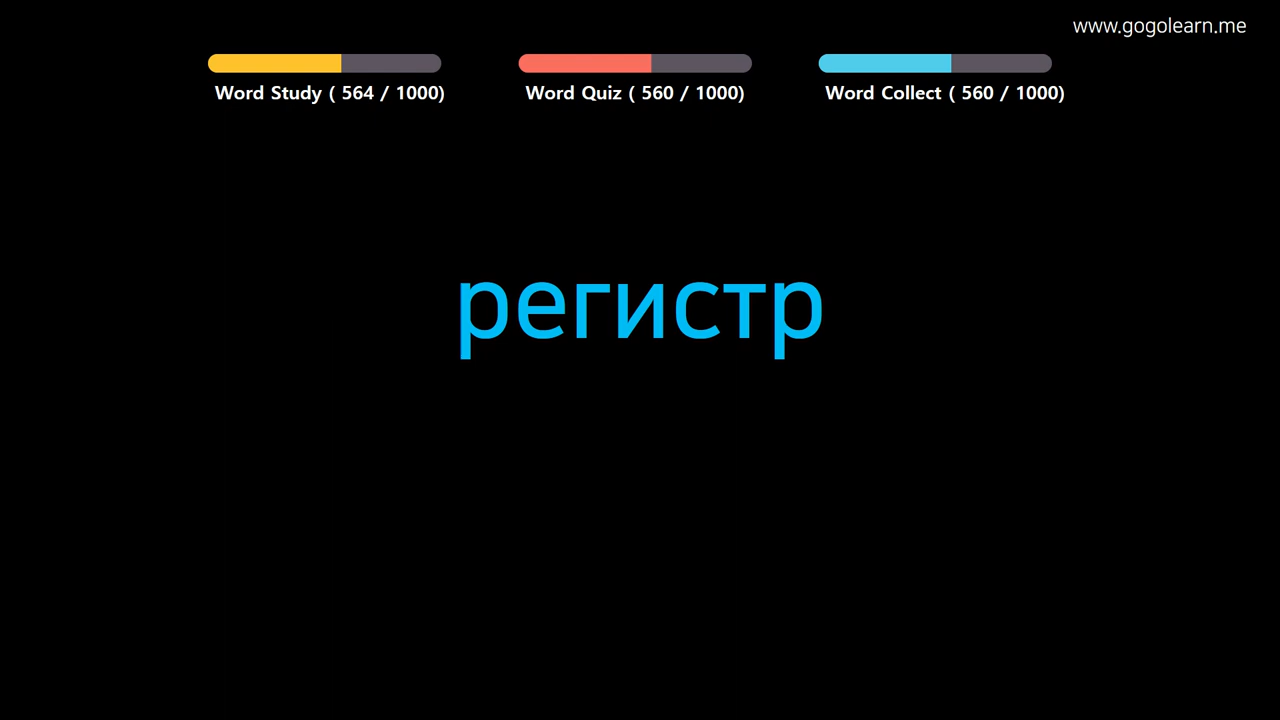 www.gogolearn.me
Word Study ( 564 / 1000)
Word Quiz ( 560 / 1000)
Word Collect ( 560 / 1000)
регистр